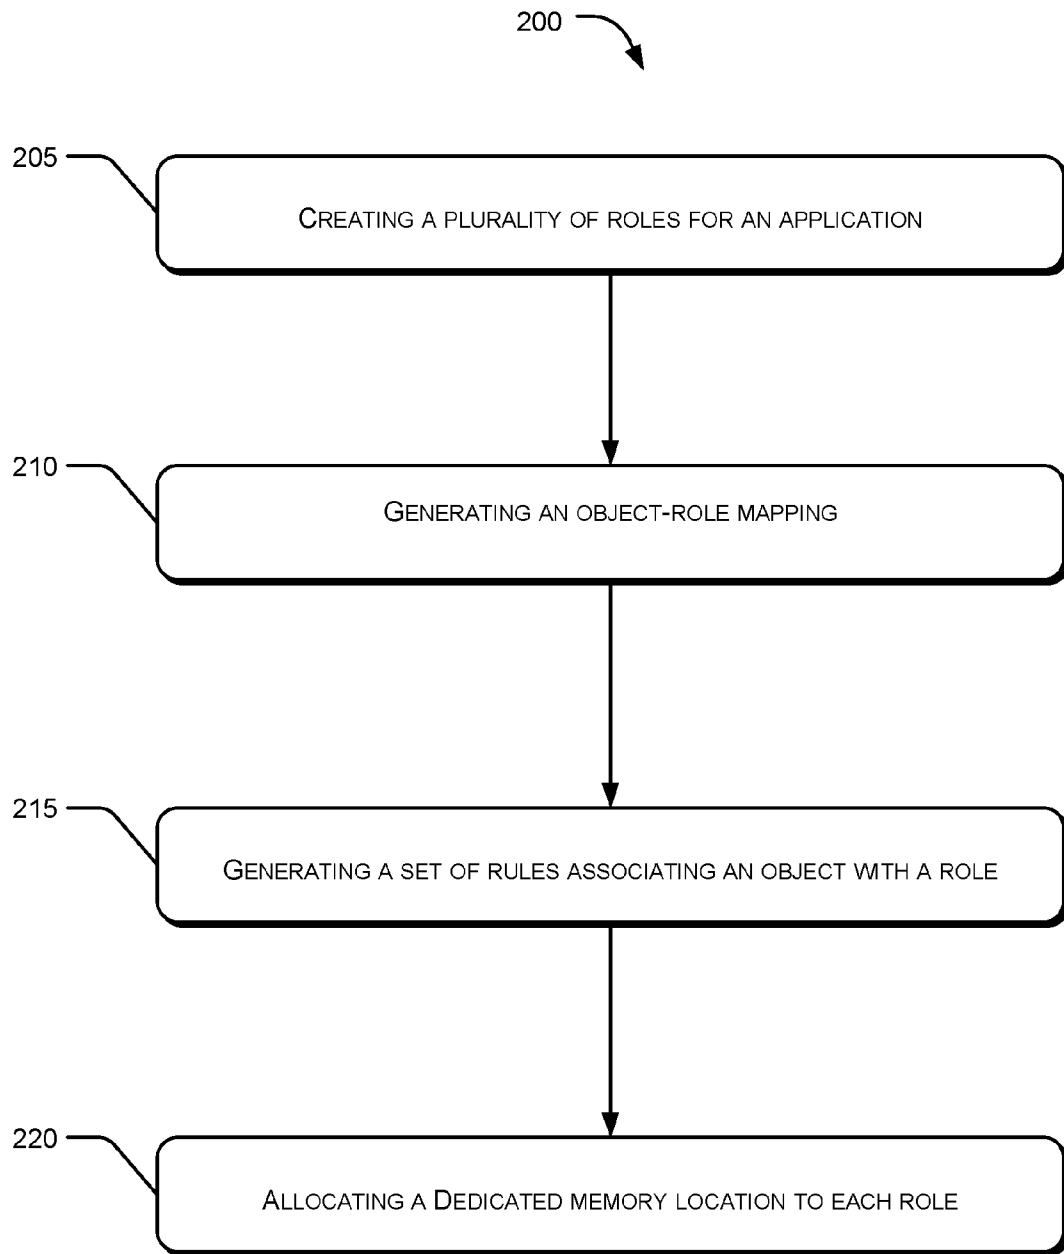 200
205
CREATING A PLURALITY OF ROLES FOR AN APPLICATION
210
GENERATING AN OBJECT-ROLE MAPPING
215
GENERATING A SET OF RULES ASSOCIATING AN OBJECT WITH A ROLE
220
ALLOCATING A DEDICATED MEMORY LOCATION TO EACH ROLE